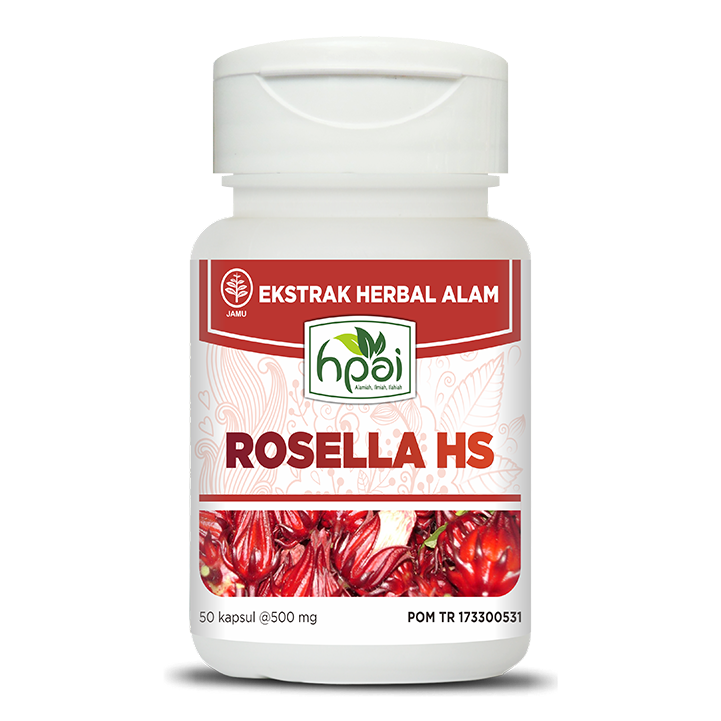 EKSTRAK HERBAL ALAM
JAMU
hpai
Alamiah, Ilmiah, Ilahiah
ROSELLA HS
50 kapsul @500 mg
POM TR 173300531